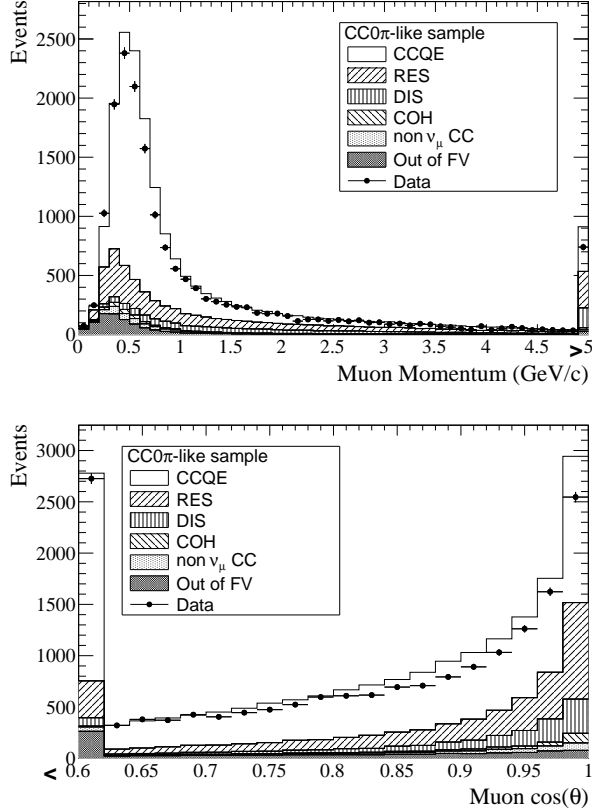 Events
2500
2000
1500
1000
500
0
CC0π-like sample
CCQE
RES
DIS
COH
non νμ CC
Out of FV
Data
0 0.5 1 1.5 2 2.5 3 3.5 4 4.5 5
>
Muon Momentum (GeV/c)
Events
3000
2500
2000
1500
1000
500
0
CC0π-like sample
CCQE
RES
DIS
COH
non νμ CC
Out of FV
Data
0.6 0.65 0.7 0.75 0.8 0.85 0.9 0.95 1
<
Muon cos(θ)